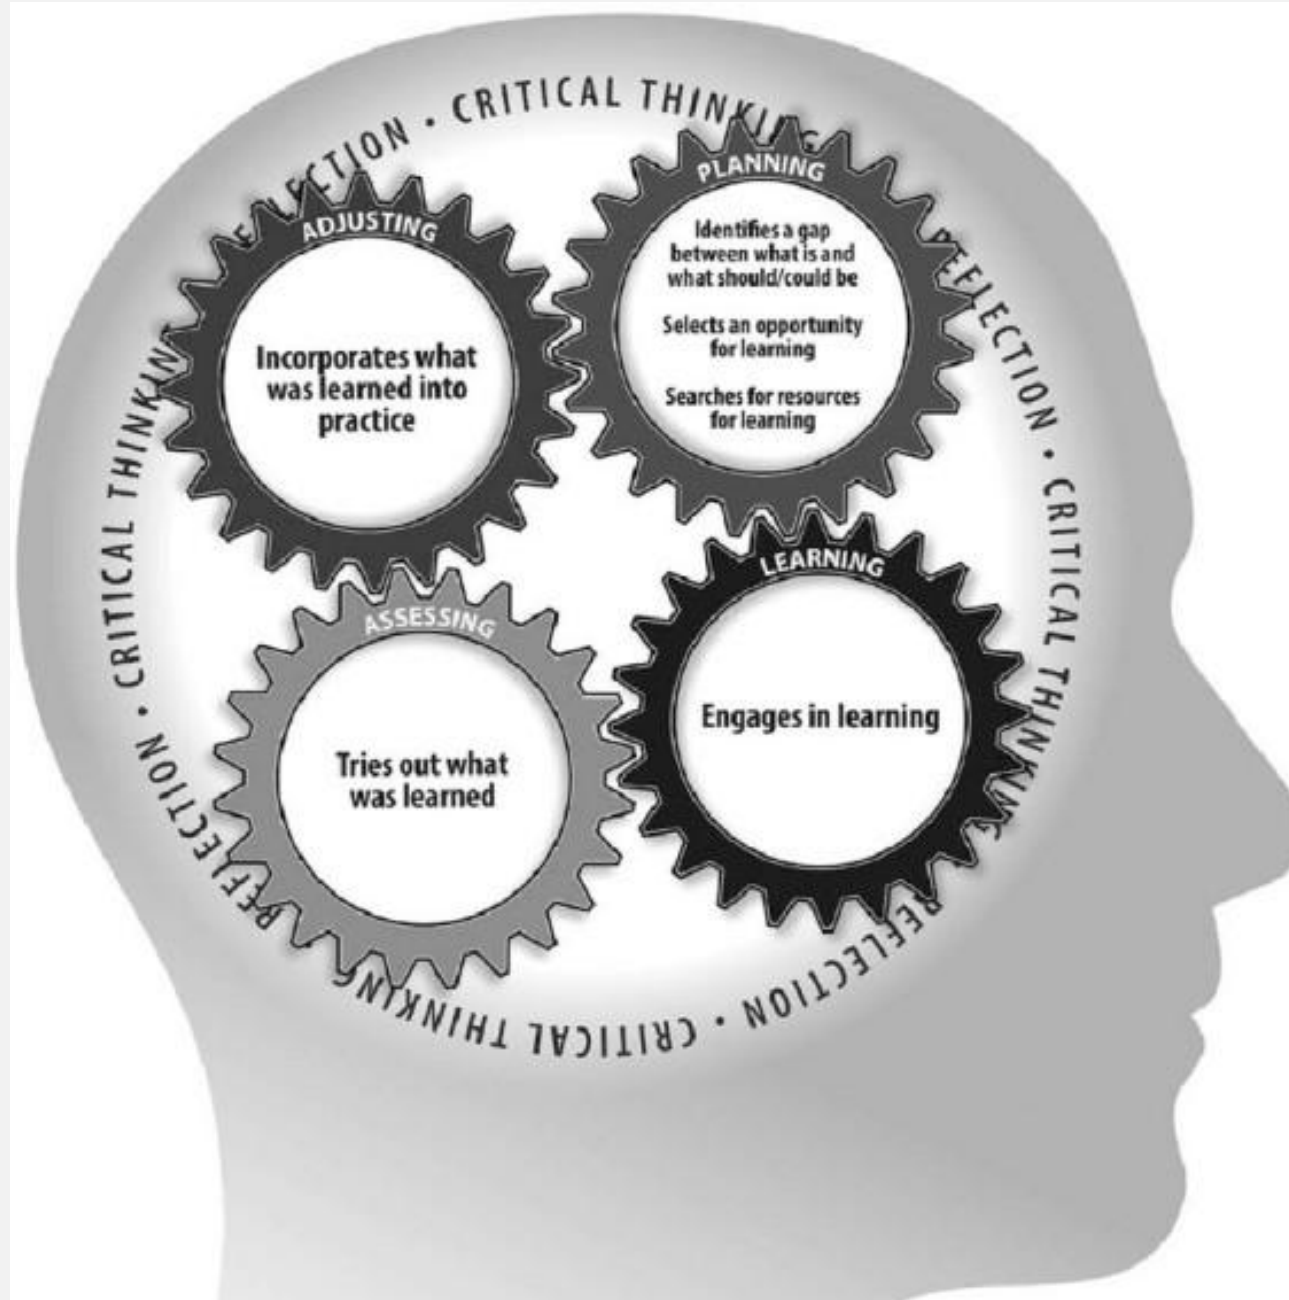 CRITICAL THINKING
REFLECTION
CRITICAL THINKING
REFLECTION
CRITICAL THINKING
REFLECTION
CRITICAL THINKING
REFLECTION
PLANNING
Identifies a gap
between what is and
what should/could be
Selects an opportunity
for learning
Searches for resources
for learning
LEARNING
Engages in learning
ASSESSING
Tries out what
was learned
ADJUSTING
Incorporates what
was learned into
practice